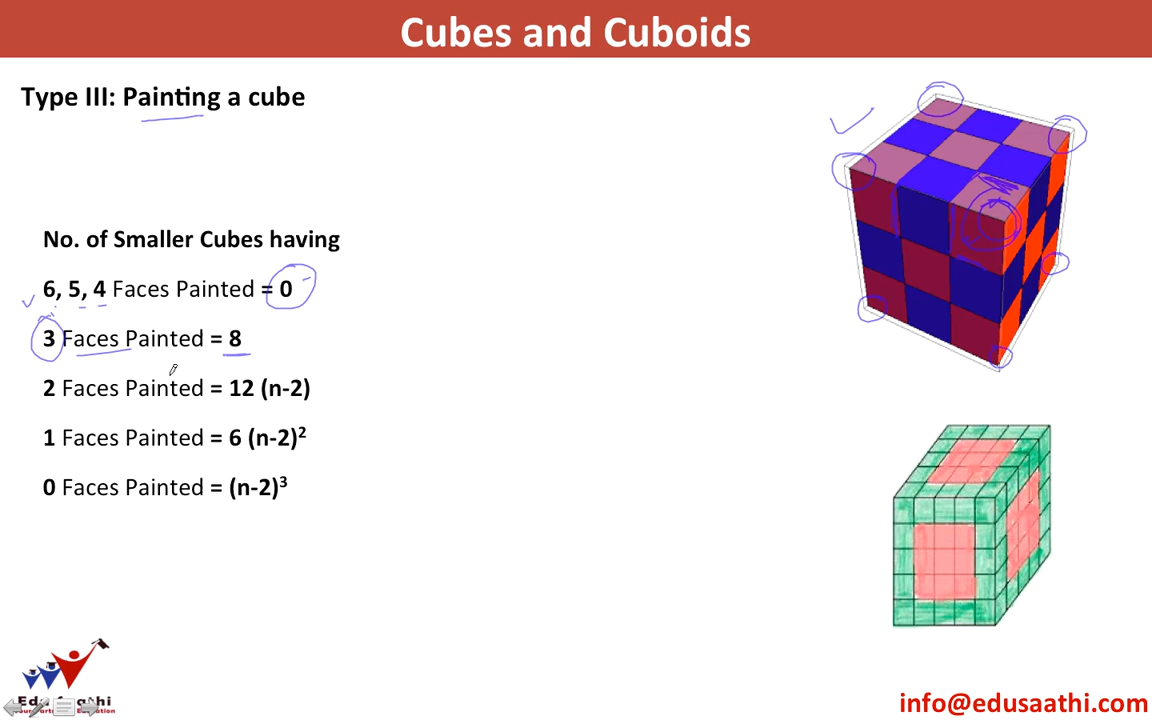 Cubes and Cuboids
Type III: Painting a cube
No. of Smaller Cubes having
6, 5, 4 Faces Painted = 0
3 Faces Painted = 8
2 Faces Painted = 12 (n-2)
1 Faces Painted = 6 (n-2)²
0 Faces Painted = (n-2)³
info@edusaathi.com